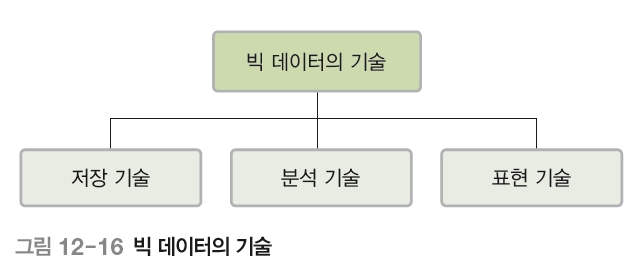 빅 데이터의 기술
저장 기술
분석 기술
표현 기술
그림 12-16 빅 데이터의 기술